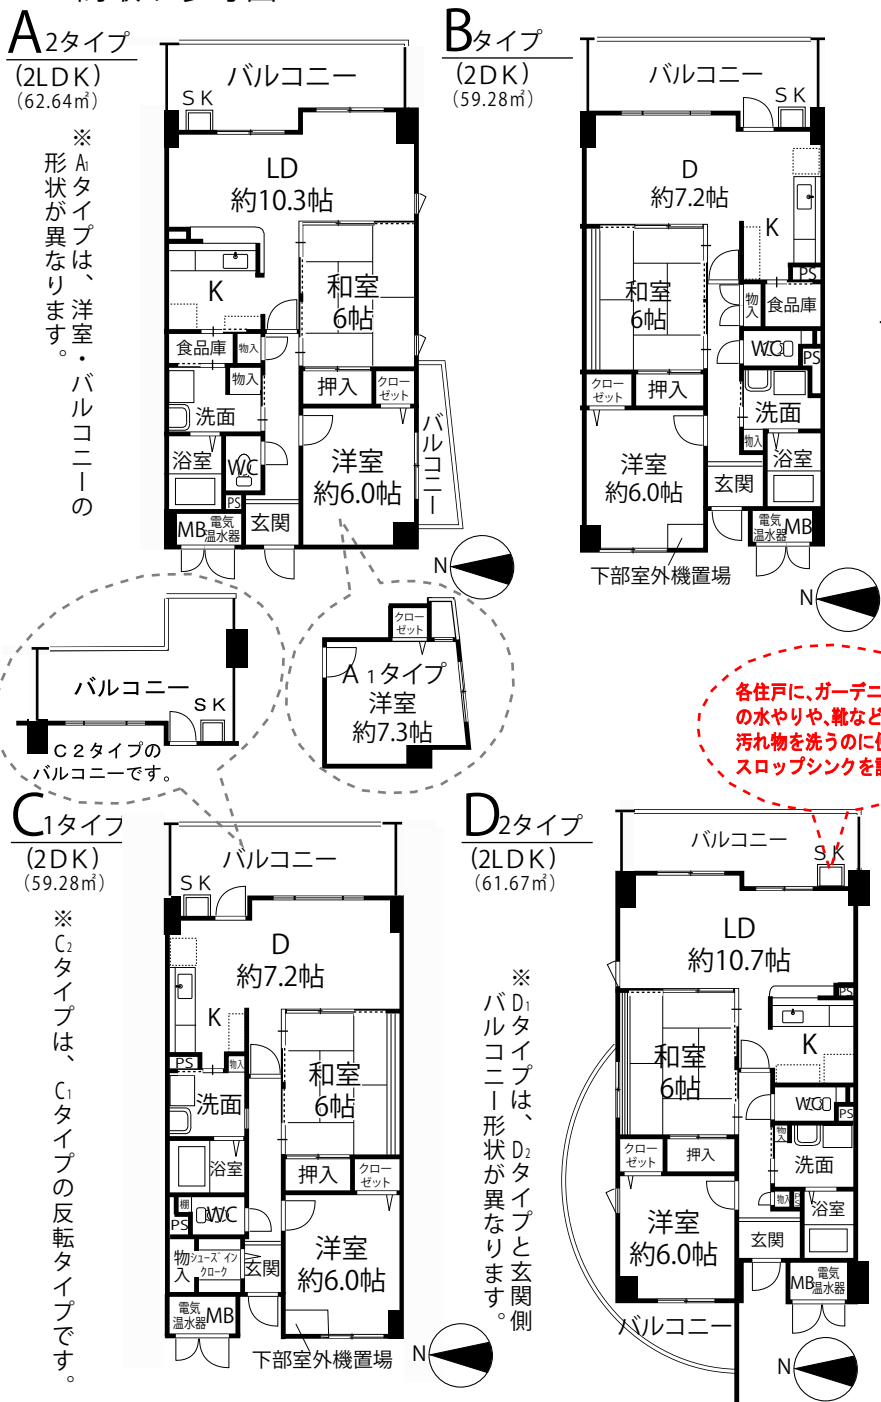 A2タイプ
(2LDK)
(62.64㎡)
※A1タイプは、洋室・バルコニーの
形状が異なります。
バルコニー
SK
LD
約10.3帖
K
和室
6帖
食品庫
物入
物入
洗面
押入
クロー
ゼット
浴室
WC
洋室
約6.0帖
バルコニー
PS
MB
電気
温水器
玄関
N
Bタイプ
(2DK)
(59.28㎡)
バルコニー
SK
D
約7.2帖
K
和室
6帖
PS
物入
食品庫
WC
PS
クロー
ゼット
押入
洗面
物入
浴室
洋室
約6.0帖
玄関
電気
温水器
MB
下部室外機置場
N
バルコニー
SK
C2タイプの
バルコニーです。
クロー
ゼット
A1タイプ
洋室
約7.3帖
各住戸に、ガーデニ
の水やりや、靴など
汚れ物を洗うのに
スロップシンクを
C1タイプ
(2DK)
(59.28㎡)
※C2タイプは、C1タイプの反転タイプです。
バルコニー
SK
D
約7.2帖
K
PS
物入
和室
6帖
洗面
浴室
押入
クロー
ゼット
棚
PS
WC
物入
シューズイン
クローク
玄関
洋室
約6.0帖
電気
温水器
MB
下部室外機置場
N
D2タイプ
(2LDK)
(61.67㎡)
※D1タイプは、D2タイプと玄関側
バルコニー形状が異なります。
バルコニー
SK
LD
約10.7帖
PS
K
和室
6帖
WC
PS
物入
クロー
ゼット
押入
洗面
物入
PS
浴室
洋室
約6.0帖
玄関
MB
電気
温水器
バルコニー
N